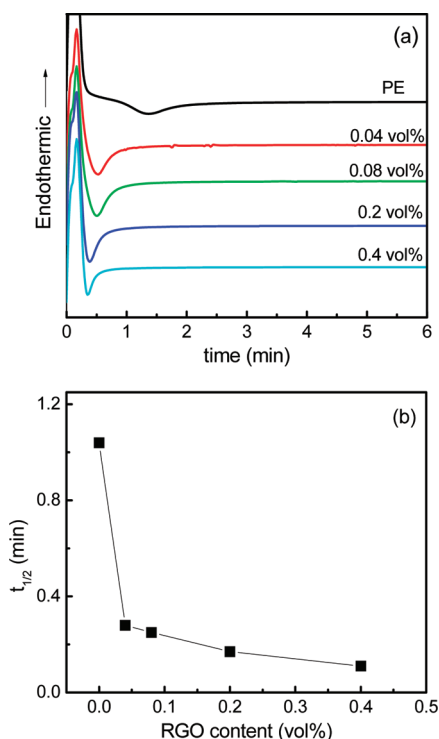 (a)
PE
0.04 vol%
0.08 vol%
0.2 vol%
0.4 vol%
Endothermic →
0 1 2 3 4 5 6
time (min)
(b)
1.2
0.8
0.4
0.0
t1/2 (min)
0.0 0.1 0.2 0.3 0.4 0.5
RGO content (vol%)